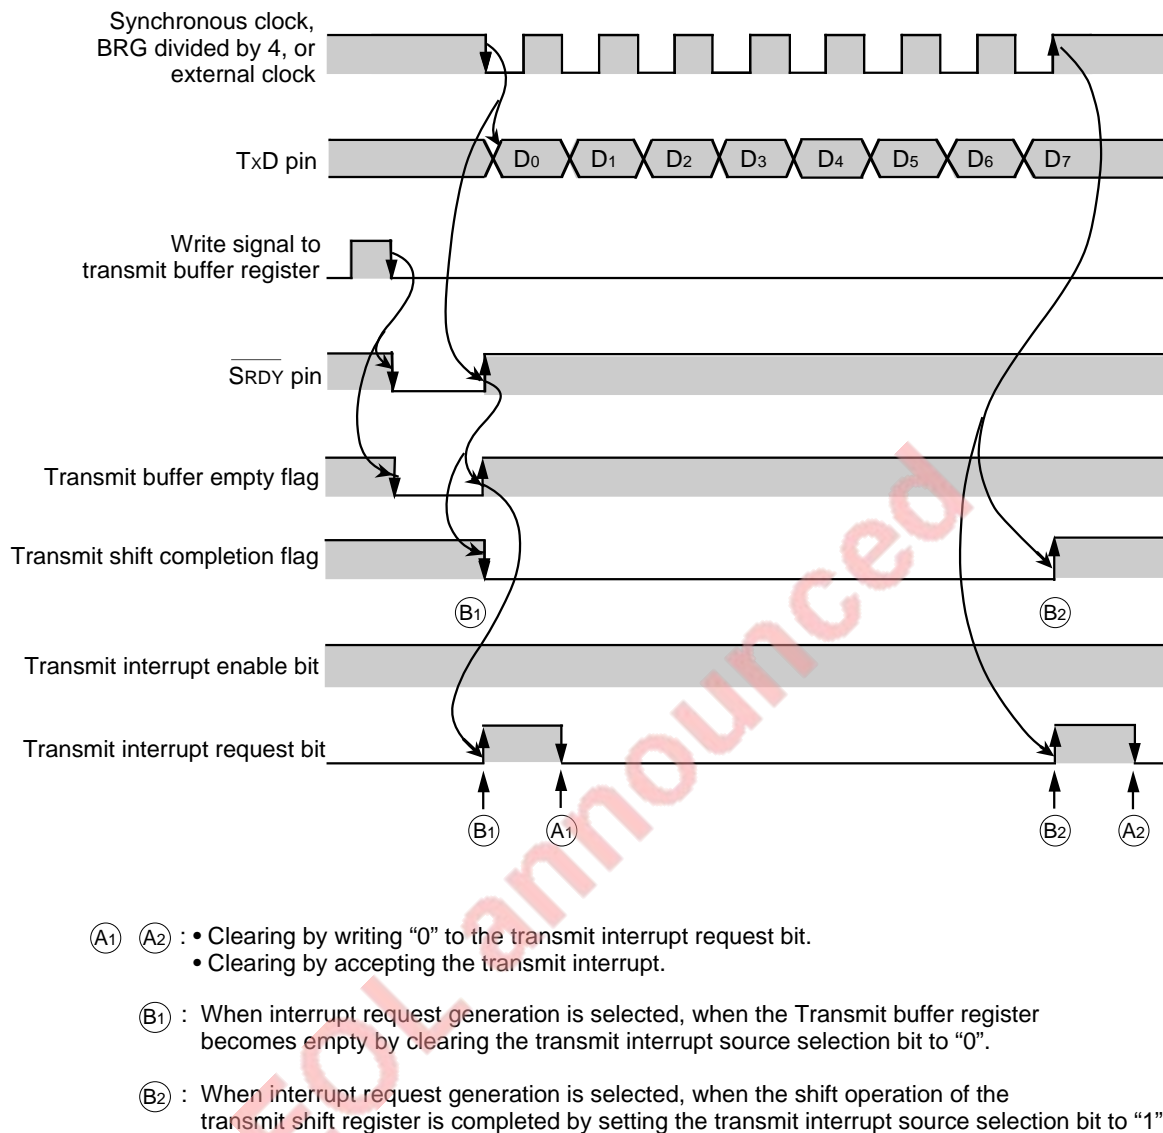 Synchronous clock,
BRG divided by 4, or
external clock
TxD pin
D0 D1 D2 D3 D4 D5 D6 D7
Write signal to
transmit buffer register
SRDY pin
Transmit buffer empty flag
Transmit shift completion flag
B1 B2
Transmit interrupt enable bit
Transmit interrupt request bit
B1 A1 B2 A2
A1 A2 : • Clearing by writing “0” to the transmit interrupt request bit.
• Clearing by accepting the transmit interrupt.
B1 : When interrupt request generation is selected, when the Transmit buffer register
becomes empty by clearing the transmit interrupt source selection bit to “0”.
B2 : When interrupt request generation is selected, when the shift operation of the
transmit shift register is completed by setting the transmit interrupt source selection bit to “1”
EOL announced